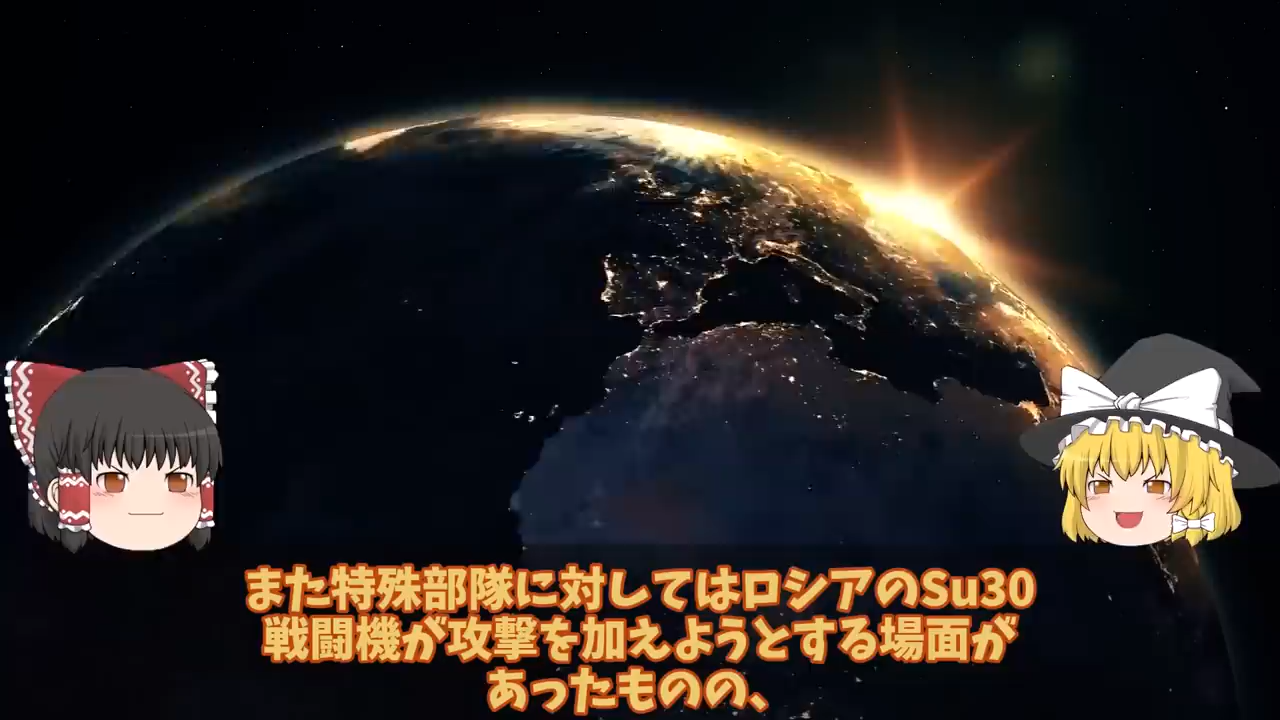 また特殊部隊に対してはロシアのSu30
戦闘機が攻撃を加えようとする場面が
あったものの、